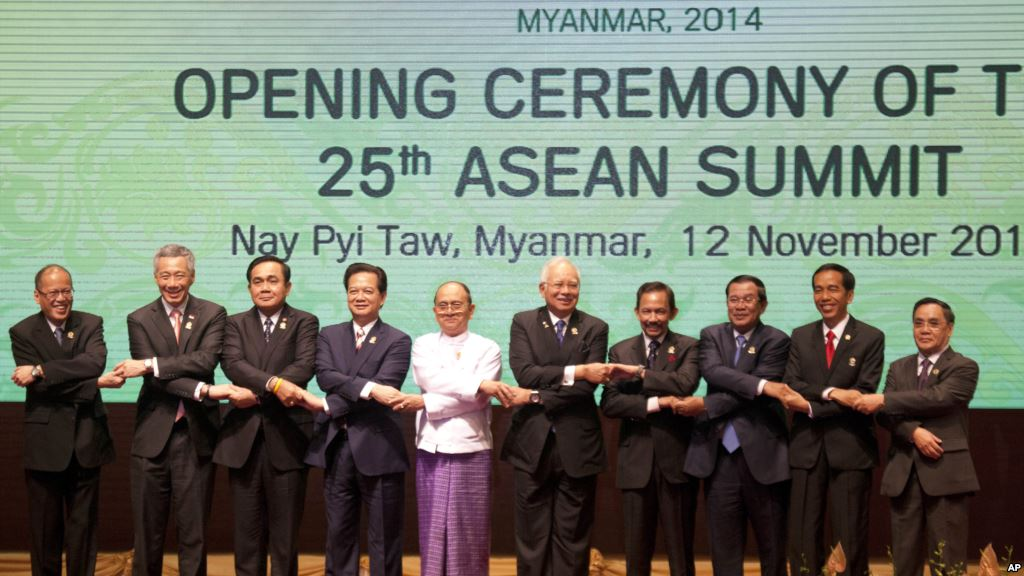 MYANMAR, 2014
OPENING CEREMONY OF T
25th ASEAN SUMMIT
Nay Pyi Taw, Myanmar, 12 November 201
AP